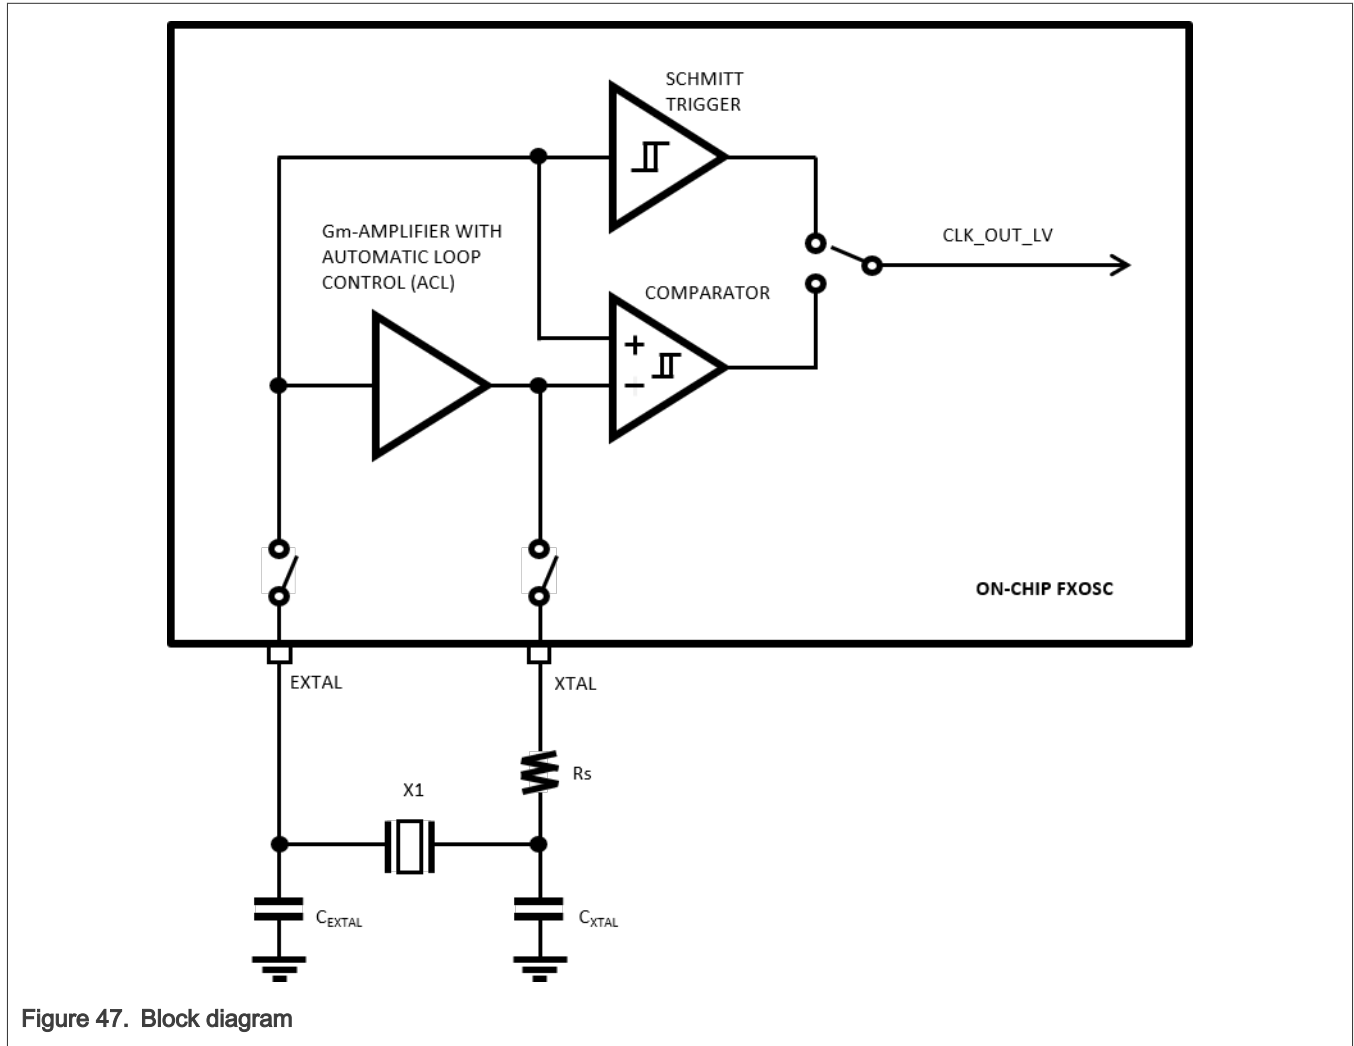 SCHMITT
TRIGGER
Gm-AMPLIFIER WITH
AUTOMATIC LOOP
CONTROL (ACL)
CLK_OUT_LV
COMPARATOR
+
−
ON-CHIP FXOSC
EXTAL
XTAL
Rs
X1
CEXTAL
CXTAL
Figure 47. Block diagram